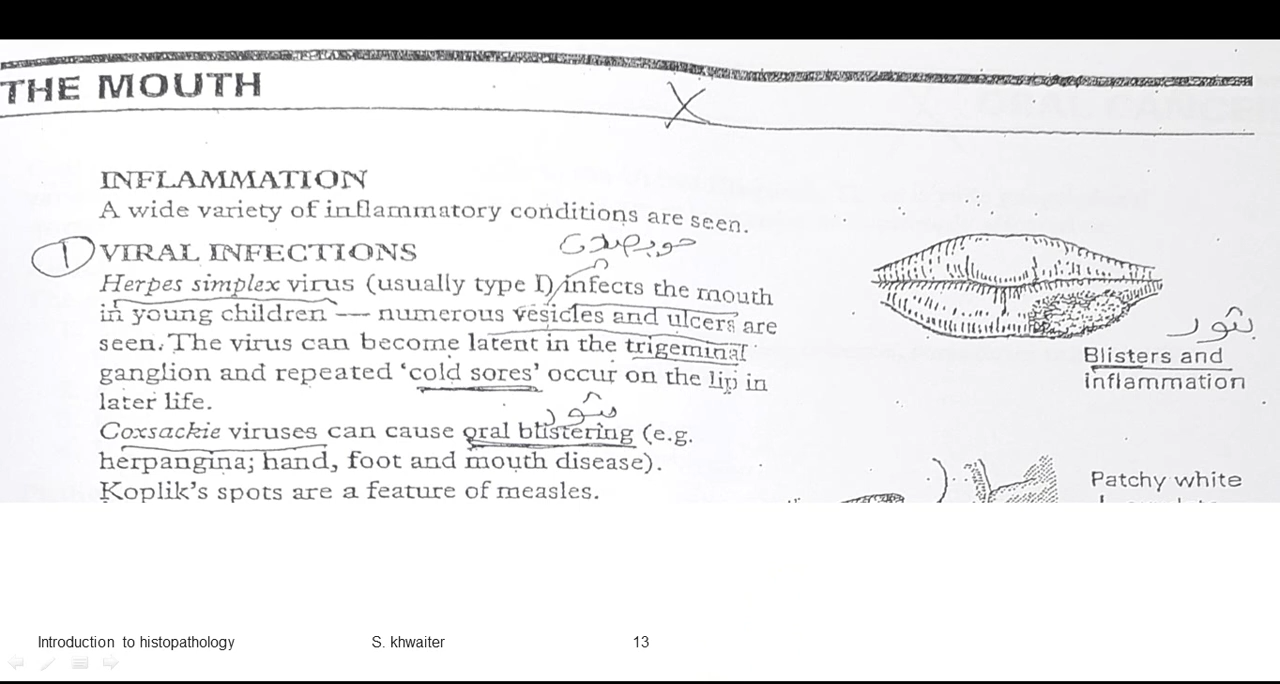 THE MOUTH
X
INFLAMMATION
A wide variety of inflammatory conditions are seen.
1 VIRAL INFECTIONS
Herpes simplex virus (usually type I) infects the mouth
in young children — numerous vesicles and ulcers are
seen. The virus can become latent in the trigeminal
ganglion and repeated ‘cold sores’ occur on the lip in
later life.
بثور
Coxsackie viruses can cause oral blistering (e.g.
herpangina; hand, foot and mouth disease).
Koplik's spots are a feature of measles.
بثور
Blisters and
inflammation
Patchy white
Introduction to histopathology S. khwaiter 13